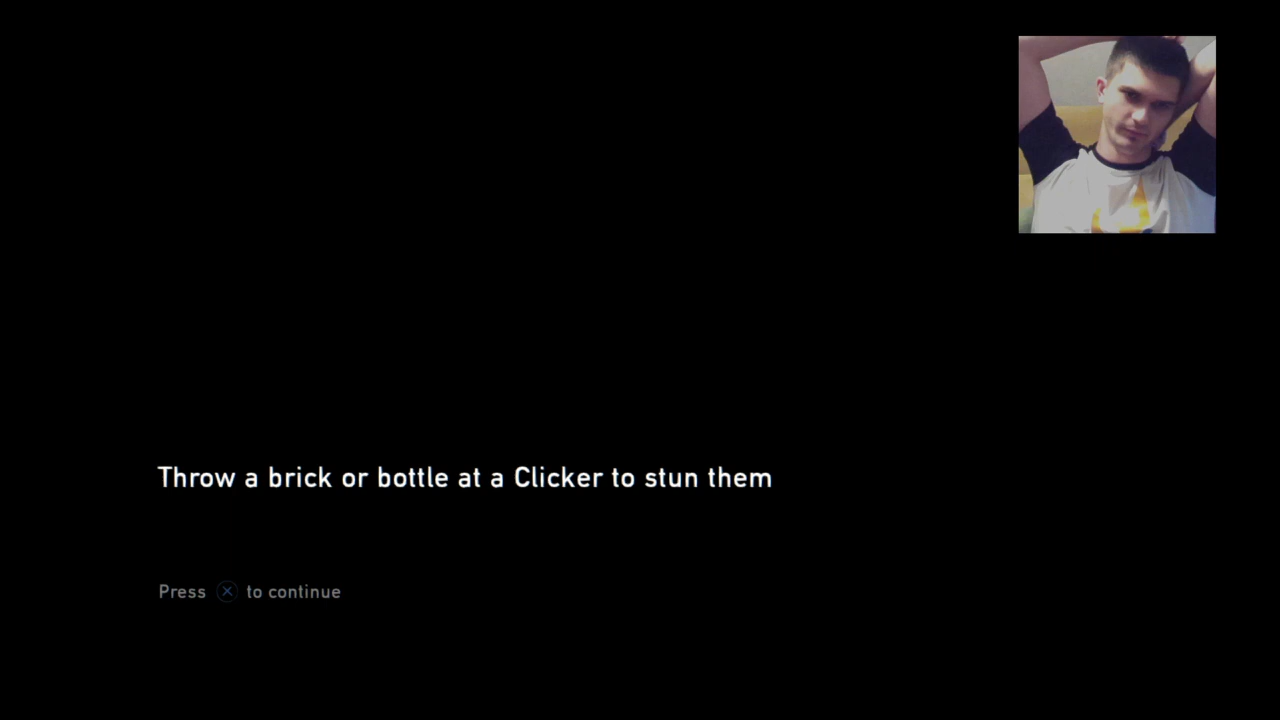 Throw a brick or bottle at a Clicker to stun them
Press ⓧ to continue